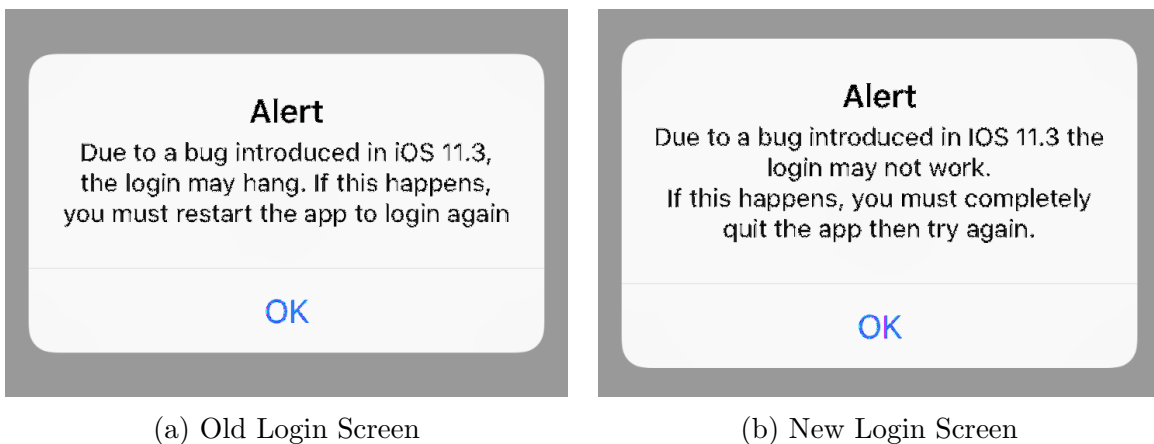 Alert
Due to a bug introduced in iOS 11.3,
the login may hang. If this happens,
you must restart the app to login again
OK
(a) Old Login Screen
Alert
Due to a bug introduced in IOS 11.3 the
login may not work.
If this happens, you must completely
quit the app then try again.
OK
(b) New Login Screen